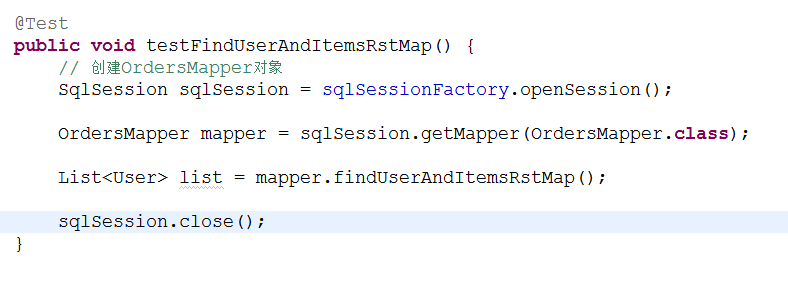 @Test
public void testFindUserAndItemsRstMap() {
// 创建OrdersMapper对象
SqlSession sqlSession = sqlSessionFactory.openSession();
OrdersMapper mapper = sqlSession.getMapper(OrdersMapper.class);
List<User> list = mapper.findUserAndItemsRstMap();
sqlSession.close();
}